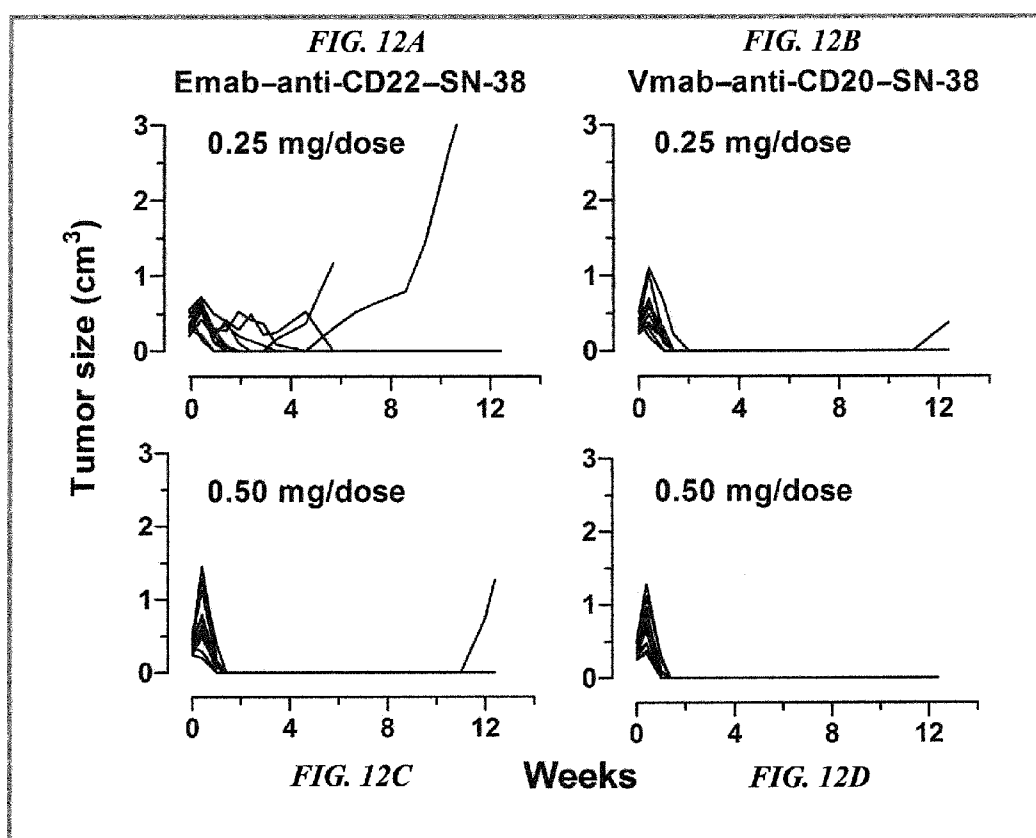 FIG. 12A
Emab–anti-CD22–SN-38
0.25 mg/dose
3
2
1
0
0 4 8 12
FIG. 12B
Vmab–anti-CD20–SN-38
0.25 mg/dose
3
2
1
0
0 4 8 12
Tumor size (cm³)
0.50 mg/dose
3
2
1
0
0 4 8 12
FIG. 12C
0.50 mg/dose
3
2
1
0
0 4 8 12
FIG. 12D
Weeks